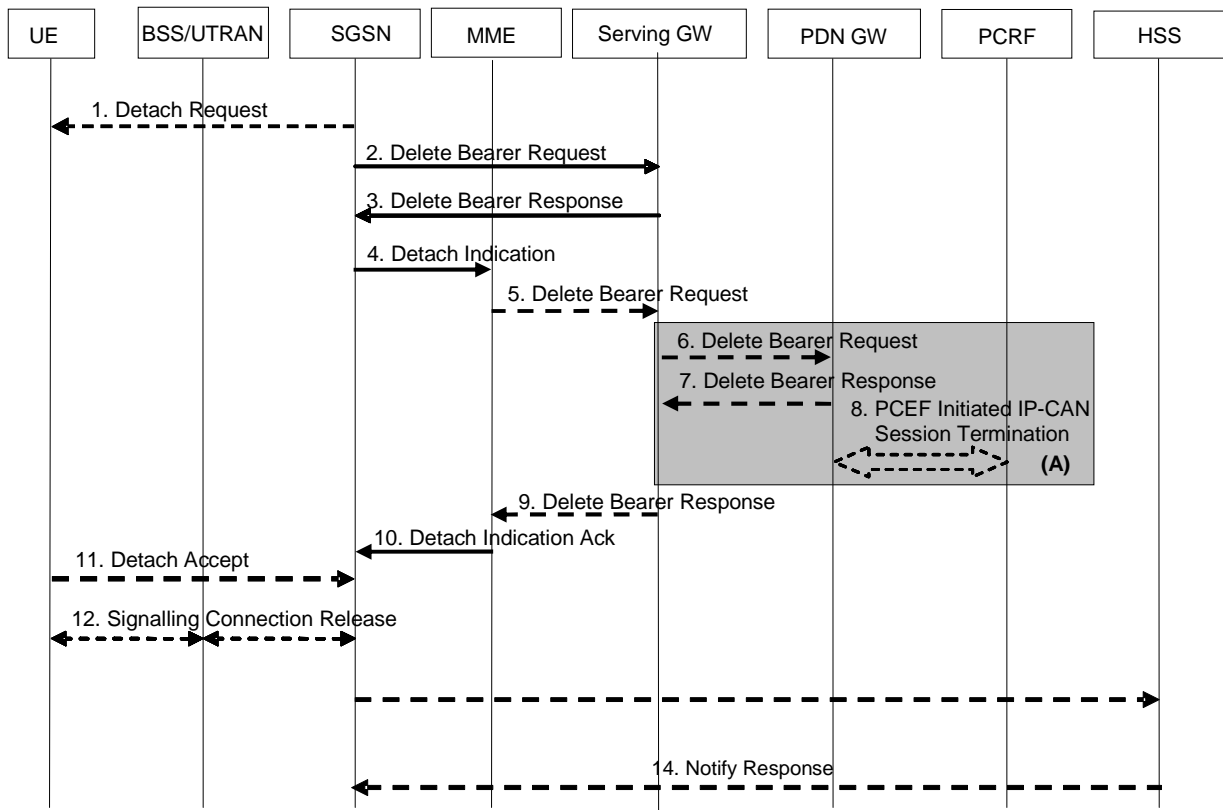 UE
BSS/UTRAN
SGSN
MME
Serving GW
PDN GW
PCRF
HSS
1. Detach Request
2. Delete Bearer Request
3. Delete Bearer Response
4. Detach Indication
5. Delete Bearer Request
6. Delete Bearer Request
7. Delete Bearer Response
8. PCEF Initiated IP-CAN
Session Termination
(A)
9. Delete Bearer Response
10. Detach Indication Ack
11. Detach Accept
12. Signalling Connection Release
14. Notify Response